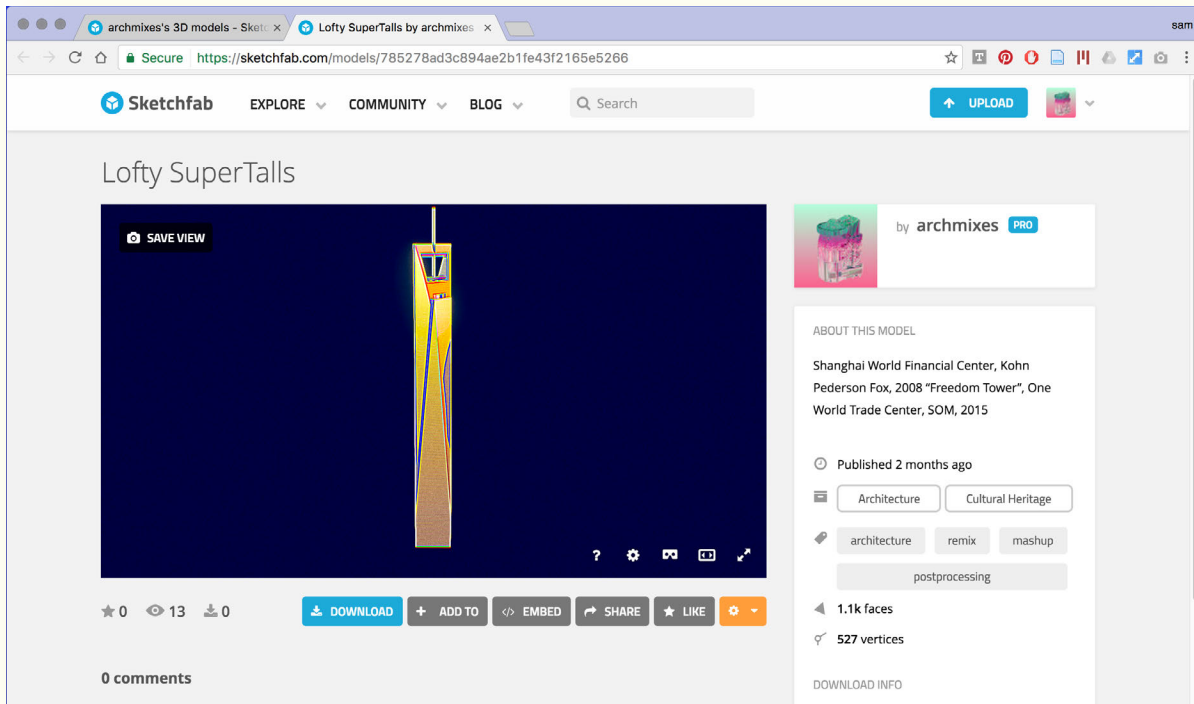 archmixes's 3D models - Sketc
Lofty SuperTalls by archmixes
sam
Secure
https://sketchfab.com/models/785278ad3c894ae2b1fe43f2165e5266
Sketchfab
EXPLORE
COMMUNITY
BLOG
Search
UPLOAD
Lofty SuperTalls
SAVE VIEW
by archmixes PRO
ABOUT THIS MODEL
Shanghai World Financial Center, Kohn
Pederson Fox, 2008 “Freedom Tower”, One
World Trade Center, SOM, 2015
Published 2 months ago
Architecture
Cultural Heritage
architecture
remix
mashup
postprocessing
1.1k faces
527 vertices
DOWNLOAD INFO
?
0
13
0
DOWNLOAD
+ ADD TO
</> EMBED
SHARE
LIKE
0 comments